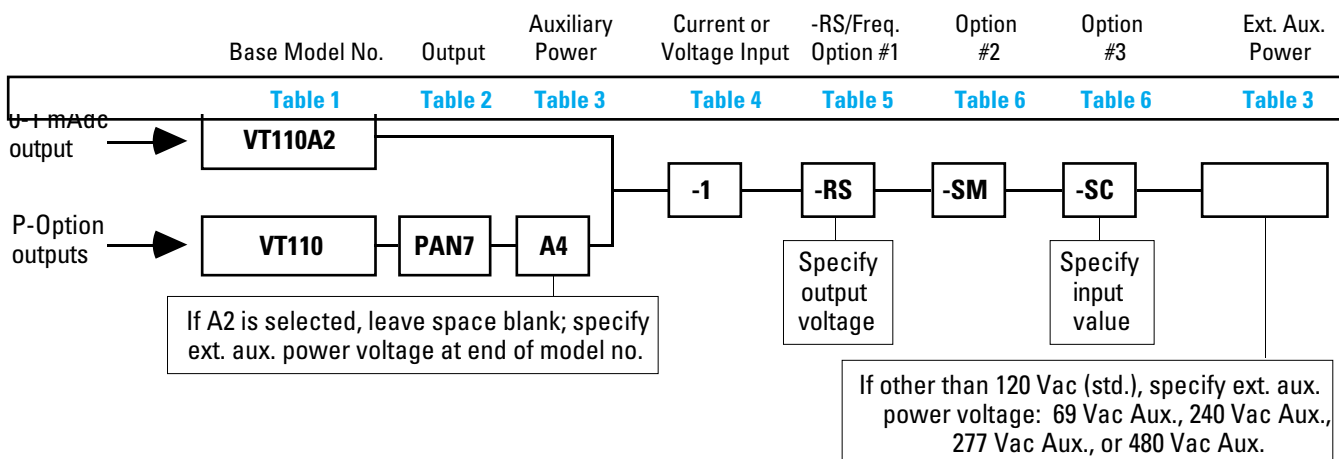 Base Model No.
Output
Auxiliary
Power
Current or
Voltage Input
-RS/Freq.
Option #1
Option
#2
Option
#3
Ext. Aux.
Power
Table 1
Table 2
Table 3
Table 4
Table 5
Table 6
Table 6
Table 3
0-1 mAdc
output
VT110A2
-1
-RS
-SM
-SC
P-Option
outputs
VT110
PAN7
A4
If A2 is selected, leave space blank; specify
ext. aux. power voltage at end of model no.
Specify
output
voltage
Specify
input
value
If other than 120 Vac (std.), specify ext. aux.
power voltage: 69 Vac Aux., 240 Vac Aux.,
277 Vac Aux., or 480 Vac Aux.